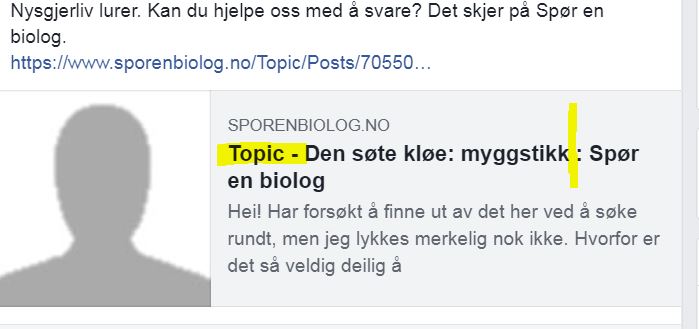 Nysgjerliv lurer. Kan du hjelpe oss med å svare? Det skjer på Spør en
biolog.
https://www.sporenbiolog.no/Topic/Posts/70550...
SPORENBIOLOG.NO
Topic - Den søte kløe: myggstikk : Spør
en biolog
Hei! Har forsøkt å finne ut av det her ved å søke
rundt, men jeg lykkes merkelig nok ikke. Hvorfor er
det så veldig deilig å